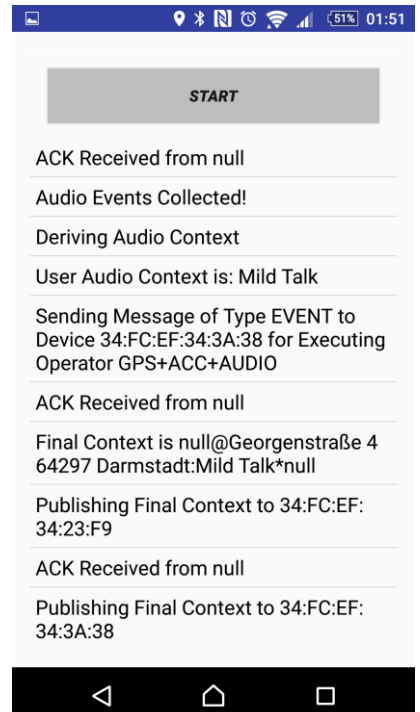 51% 01:51
START
ACK Received from null
Audio Events Collected!
Deriving Audio Context
User Audio Context is: Mild Talk
Sending Message of Type EVENT to
Device 34:FC:EF:34:3A:38 for Executing
Operator GPS+ACC+AUDIO
ACK Received from null
Final Context is null@Georgenstraße 4
64297 Darmstadt:Mild Talk*null
Publishing Final Context to 34:FC:EF:
34:23:F9
ACK Received from null
Publishing Final Context to 34:FC:EF:
34:3A:38